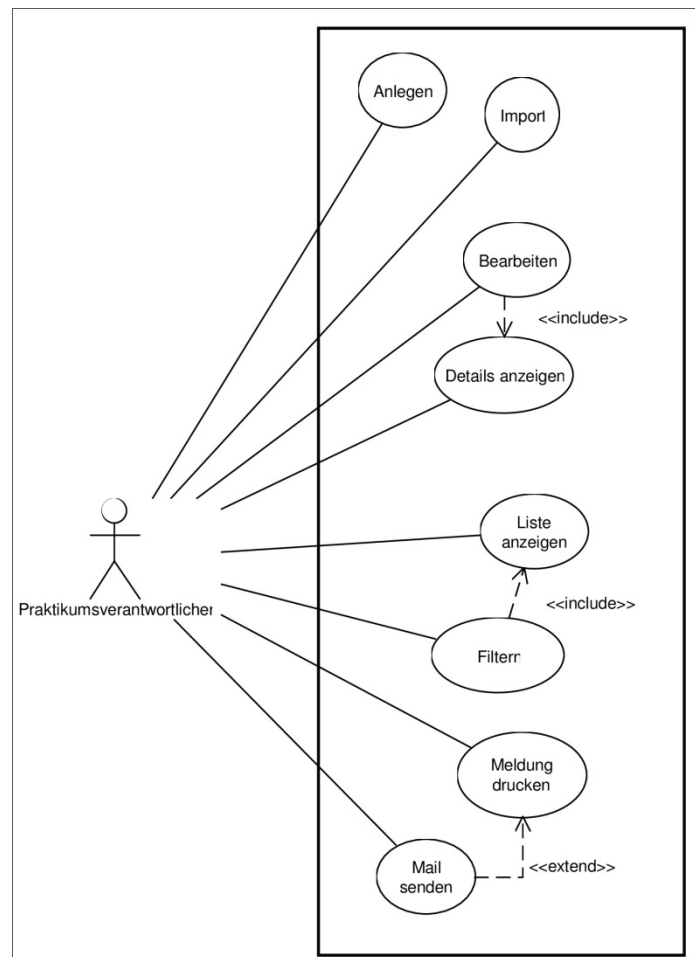 Anlegen
Import
Bearbeiten
<<include>>
Details anzeigen
Liste
anzeigen
<<include>>
Praktikumsverantwortlicher
Filtern
Meldung
drucken
Mail
senden
<<extend>>